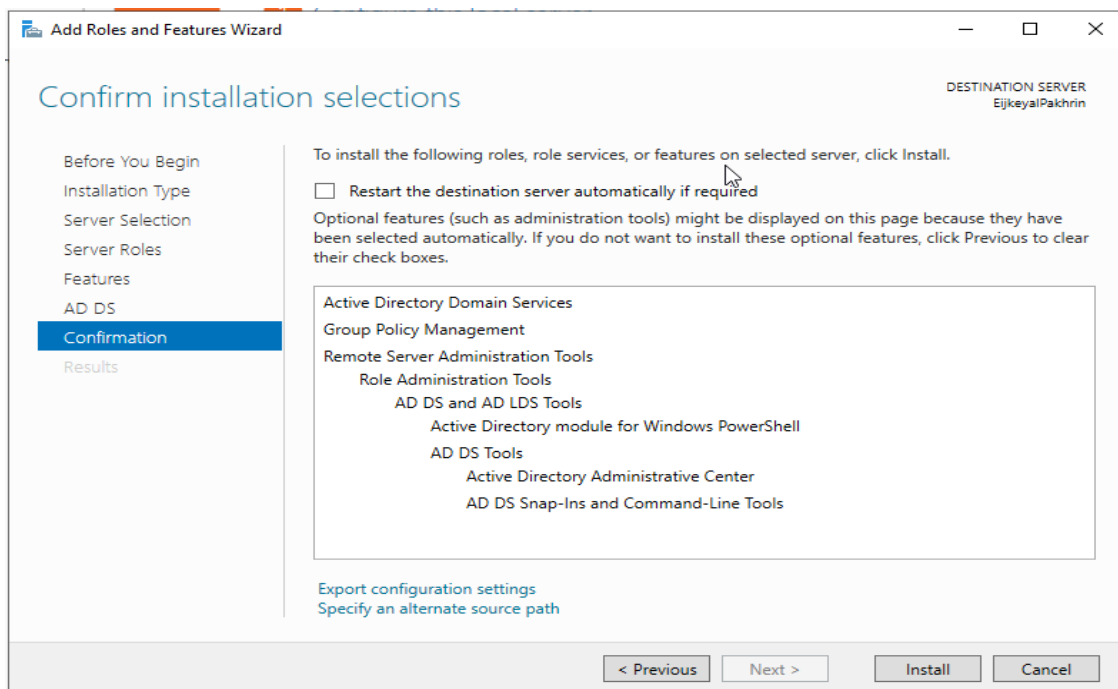 Add Roles and Features Wizard
Confirm installation selections
DESTINATION SERVER
EijkeyalPakhrin
Before You Begin
Installation Type
Server Selection
Server Roles
Features
AD DS
Confirmation
Results
To install the following roles, role services, or features on selected server, click Install.
Restart the destination server automatically if required
Optional features (such as administration tools) might be displayed on this page because they have
been selected automatically. If you do not want to install these optional features, click Previous to clear
their check boxes.
Active Directory Domain Services
Group Policy Management
Remote Server Administration Tools
Role Administration Tools
AD DS and AD LDS Tools
Active Directory module for Windows PowerShell
AD DS Tools
Active Directory Administrative Center
AD DS Snap-Ins and Command-Line Tools
Export configuration settings
Specify an alternate source path
< Previous
Next >
Install
Cancel